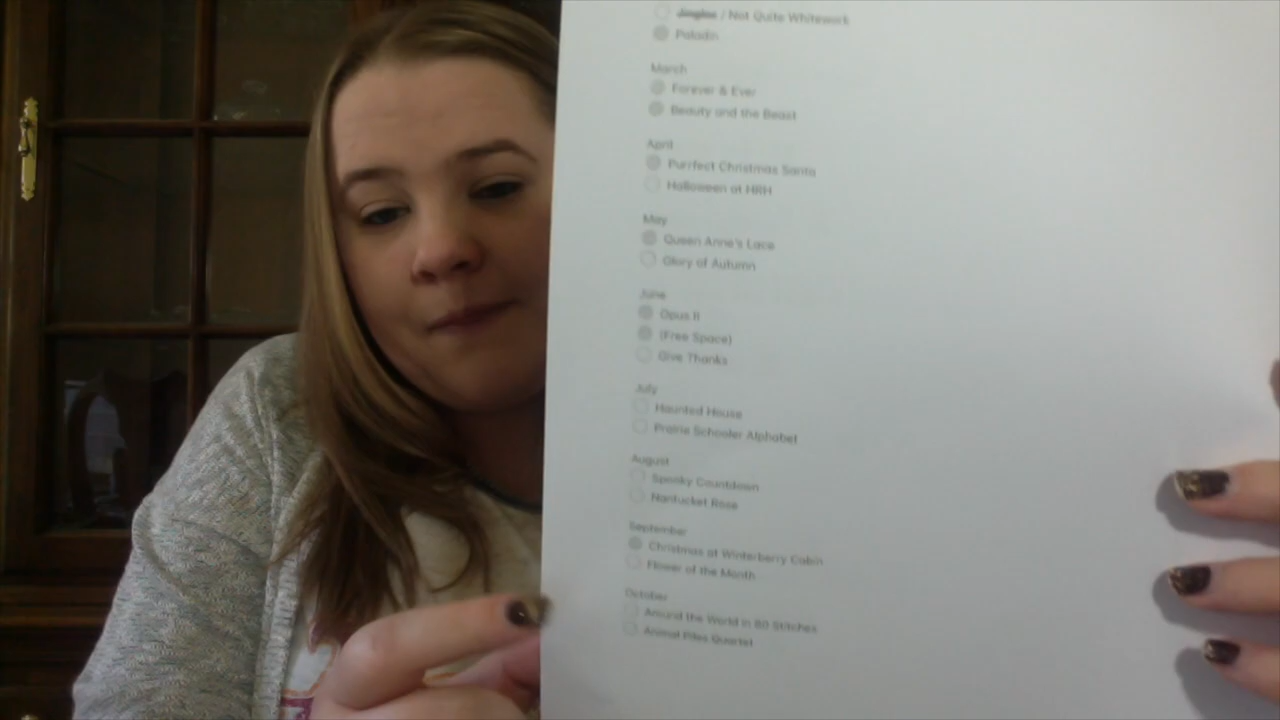 Jingles / Not Quite Whitework
Paladin
March
Forever & Ever
Beauty and the Beast
April
Purrfect Christmas Santa
Halloween at HRH
May
Queen Anne's Lace
Glory of Autumn
June
Opus II
(Free Space)
Give Thanks
July
Haunted House
Prairie Schooler Alphabet
August
Spooky Countdown
Nantucket Rose
September
Christmas at Winterberry Cabin
Flower of the Month
October
Around the World in 80 Stitches
Animal Piles Quartet